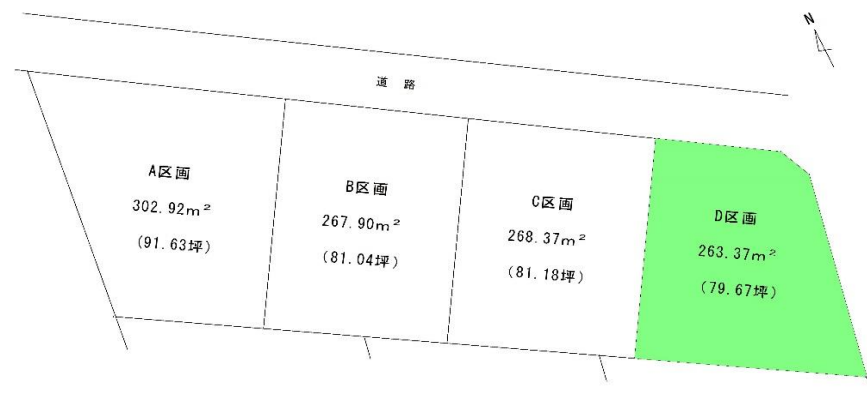 N
道 路
A区画
302.92m²
(91.63坪)
B区画
267.90m²
(81.04坪)
C区画
268.37m²
(81.18坪)
D区画
263.37m²
(79.67坪)